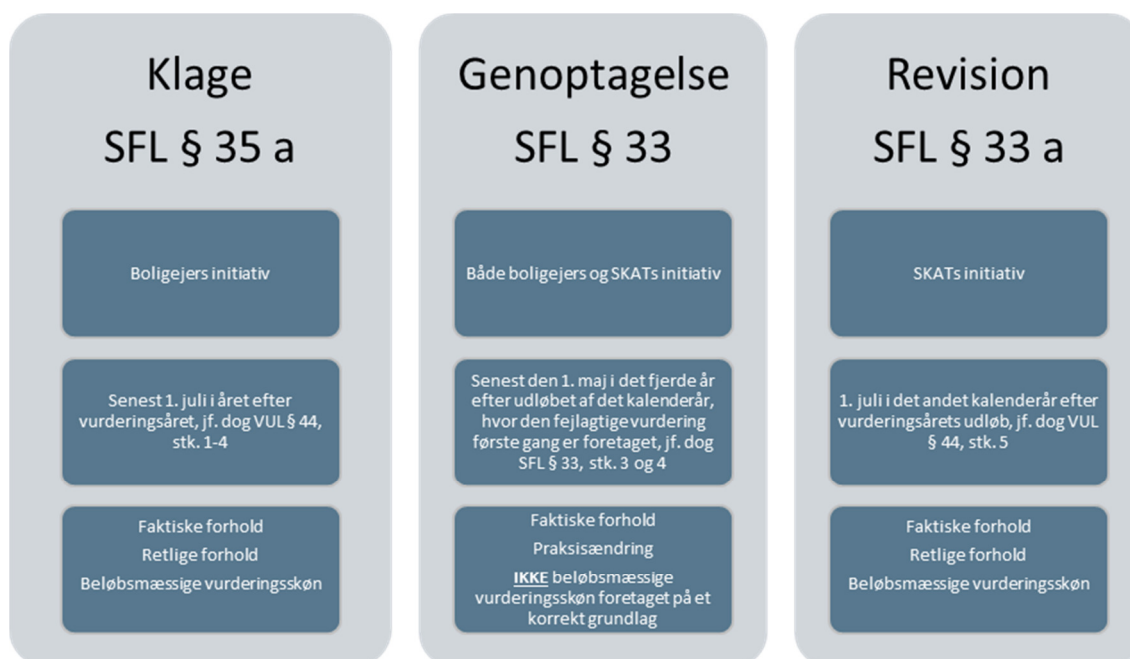 Klage
SFL § 35 a
Boligejers initiativ
Senest 1. juli i året efter
vurderingsåret, jf. dog VUL § 44,
stk. 1-4
Faktiske forhold
Retlige forhold
Beløbsmæssige vurderingsskøn
Genoptagelse
SFL § 33
Både boligejers og SKATs initiativ
Senest den 1. maj i det fjerde år
efter udløbet af det kalenderår,
hvor den fejlagtige vurdering
første gang er foretaget, jf. dog
SFL § 33, stk. 3 og 4
Faktiske forhold
Praksisændring
IKKE beløbsmæssige
vurderingsskøn foretaget på et
korrekt grundlag
Revision
SFL § 33 a
SKATs initiativ
1. juli i det andet kalenderår efter
vurderingsårets udløb, jf. dog VUL
§ 44, stk. 5
Faktiske forhold
Retlige forhold
Beløbsmæssige vurderingsskøn